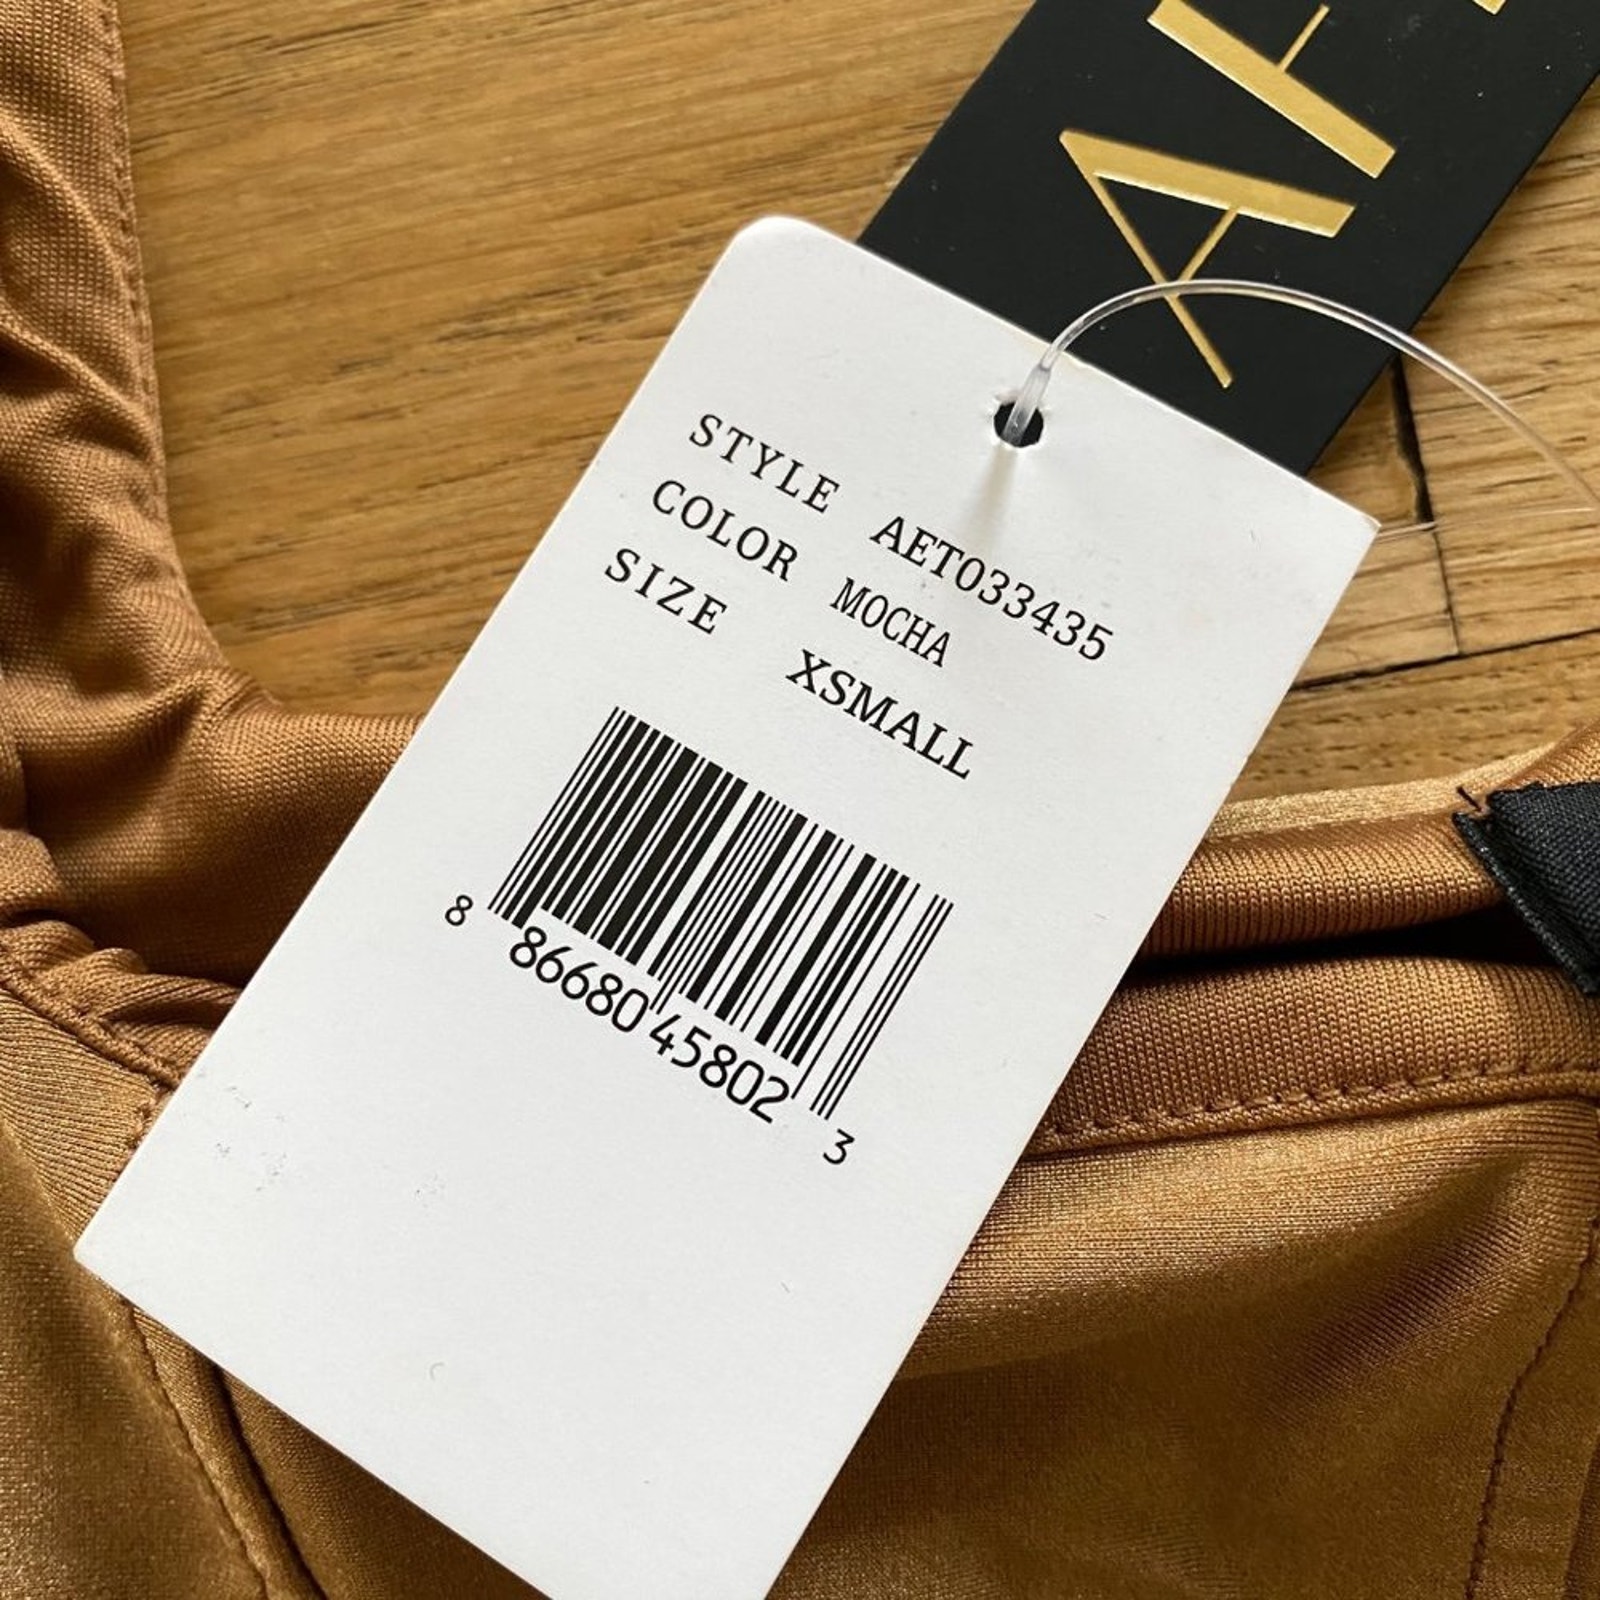 STYLE AET033435
COLOR MOCHA
SIZE XSMALL
8 86680 45802 3